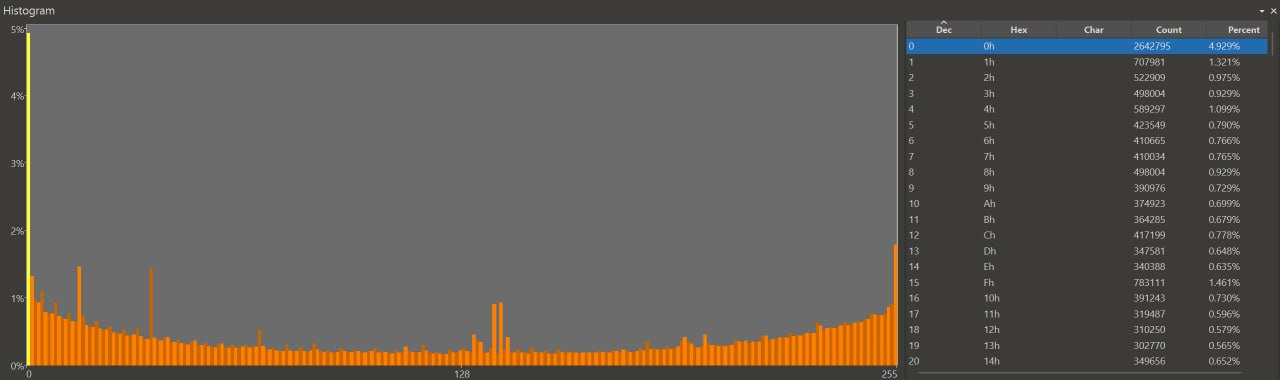 Histogram
5%
4%
3%
2%
1%
0%
0 128 255
Dec Hex Char Count Percent
0 0h 2642795 4.929%
1 1h 707981 1.321%
2 2h 522909 0.975%
3 3h 498004 0.929%
4 4h 589297 1.099%
5 5h 423549 0.790%
6 6h 410665 0.766%
7 7h 410034 0.765%
8 8h 498004 0.929%
9 9h 390976 0.729%
10 Ah 374923 0.699%
11 Bh 364285 0.679%
12 Ch 417199 0.778%
13 Dh 347581 0.648%
14 Eh 340388 0.635%
15 Fh 783111 1.461%
16 10h 391243 0.730%
17 11h 319487 0.596%
18 12h 310250 0.579%
19 13h 302770 0.565%
20 14h 349656 0.652%